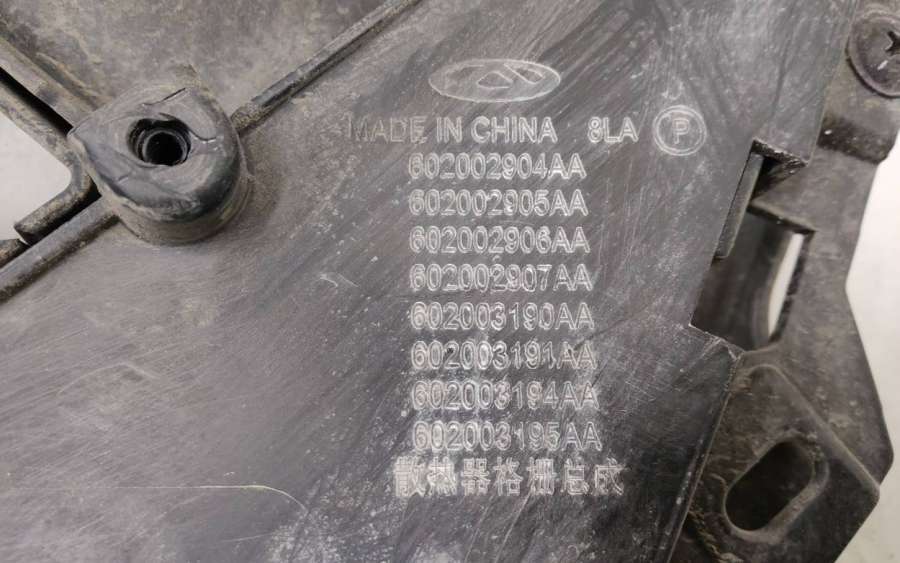 MADE IN CHINA 8LA P
602002904AA
602002905AA
602002906AA
602002907AA
602003190AA
602003191AA
602003194AA
602003195AA
散热器格栅总成